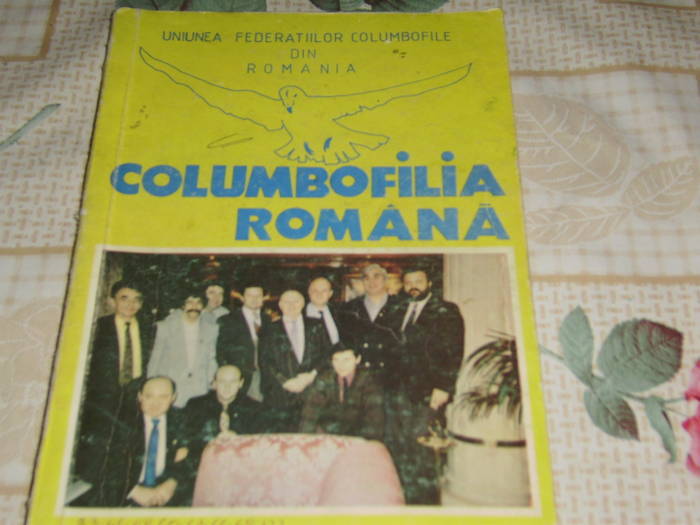 UNIUNEA FEDERATIILOR COLUMBOFILE
DIN
ROMANIA
COLUMBOFiLiA
ROMÂNĂ